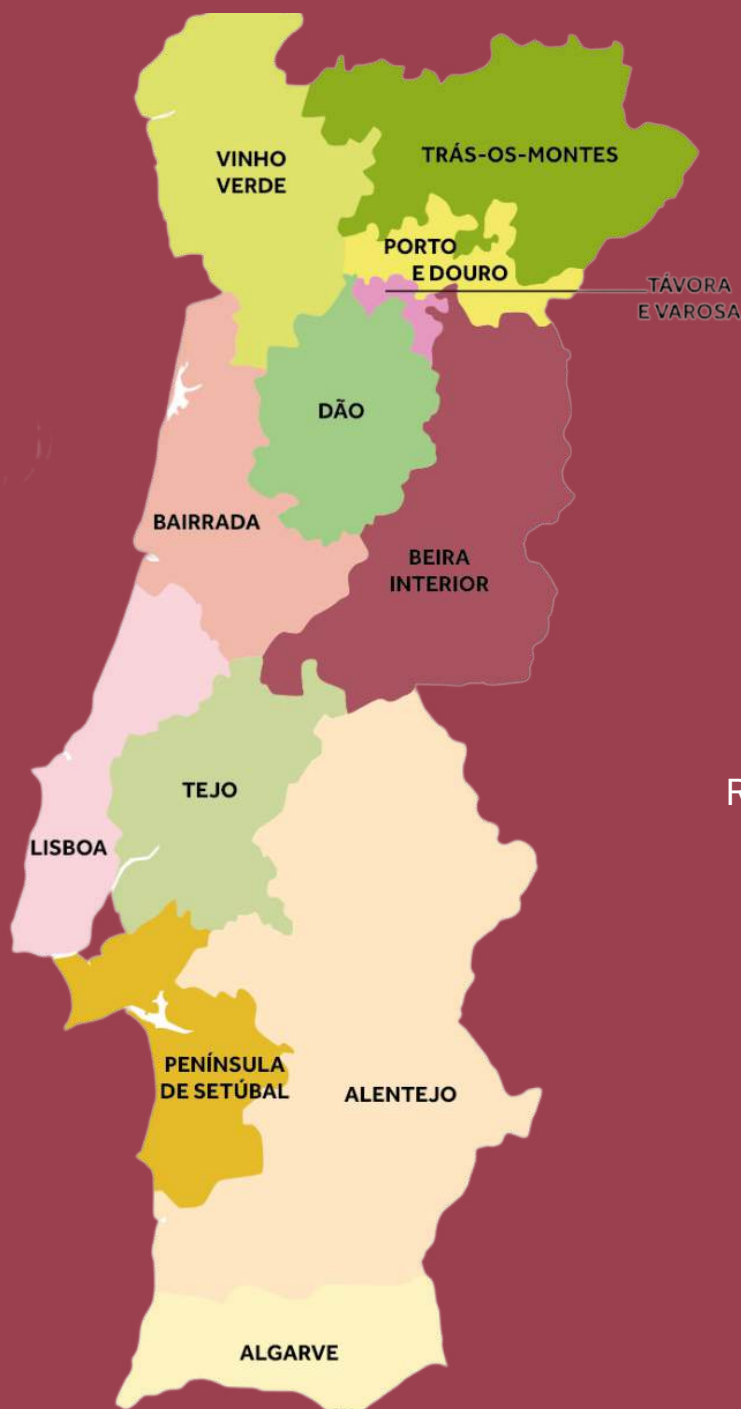 VINHO
VERDE
TRÁS-OS-MONTES
PORTO
E DOURO
TÁVORA
E VAROSA
DÃO
BAIRRADA
BEIRA
INTERIOR
TEJO
R
LISBOA
PENÍNSULA
DE SETÚBAL
ALENTEJO
ALGARVE